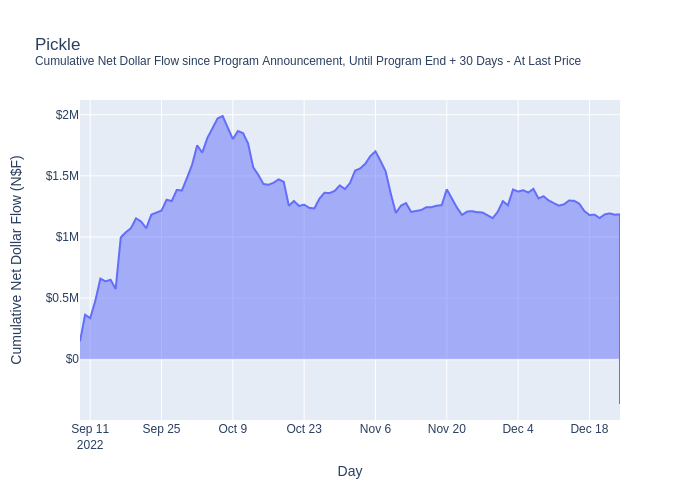 Pickle
Cumulative Net Dollar Flow since Program Announcement, Until Program End + 30 Days - At Last Price
$2M
$1.5M
$1M
$0.5M
$0
Cumulative Net Dollar Flow (N$F)
Sep 11
2022
Sep 25
Oct 9
Oct 23
Nov 6
Nov 20
Dec 4
Dec 18
Day